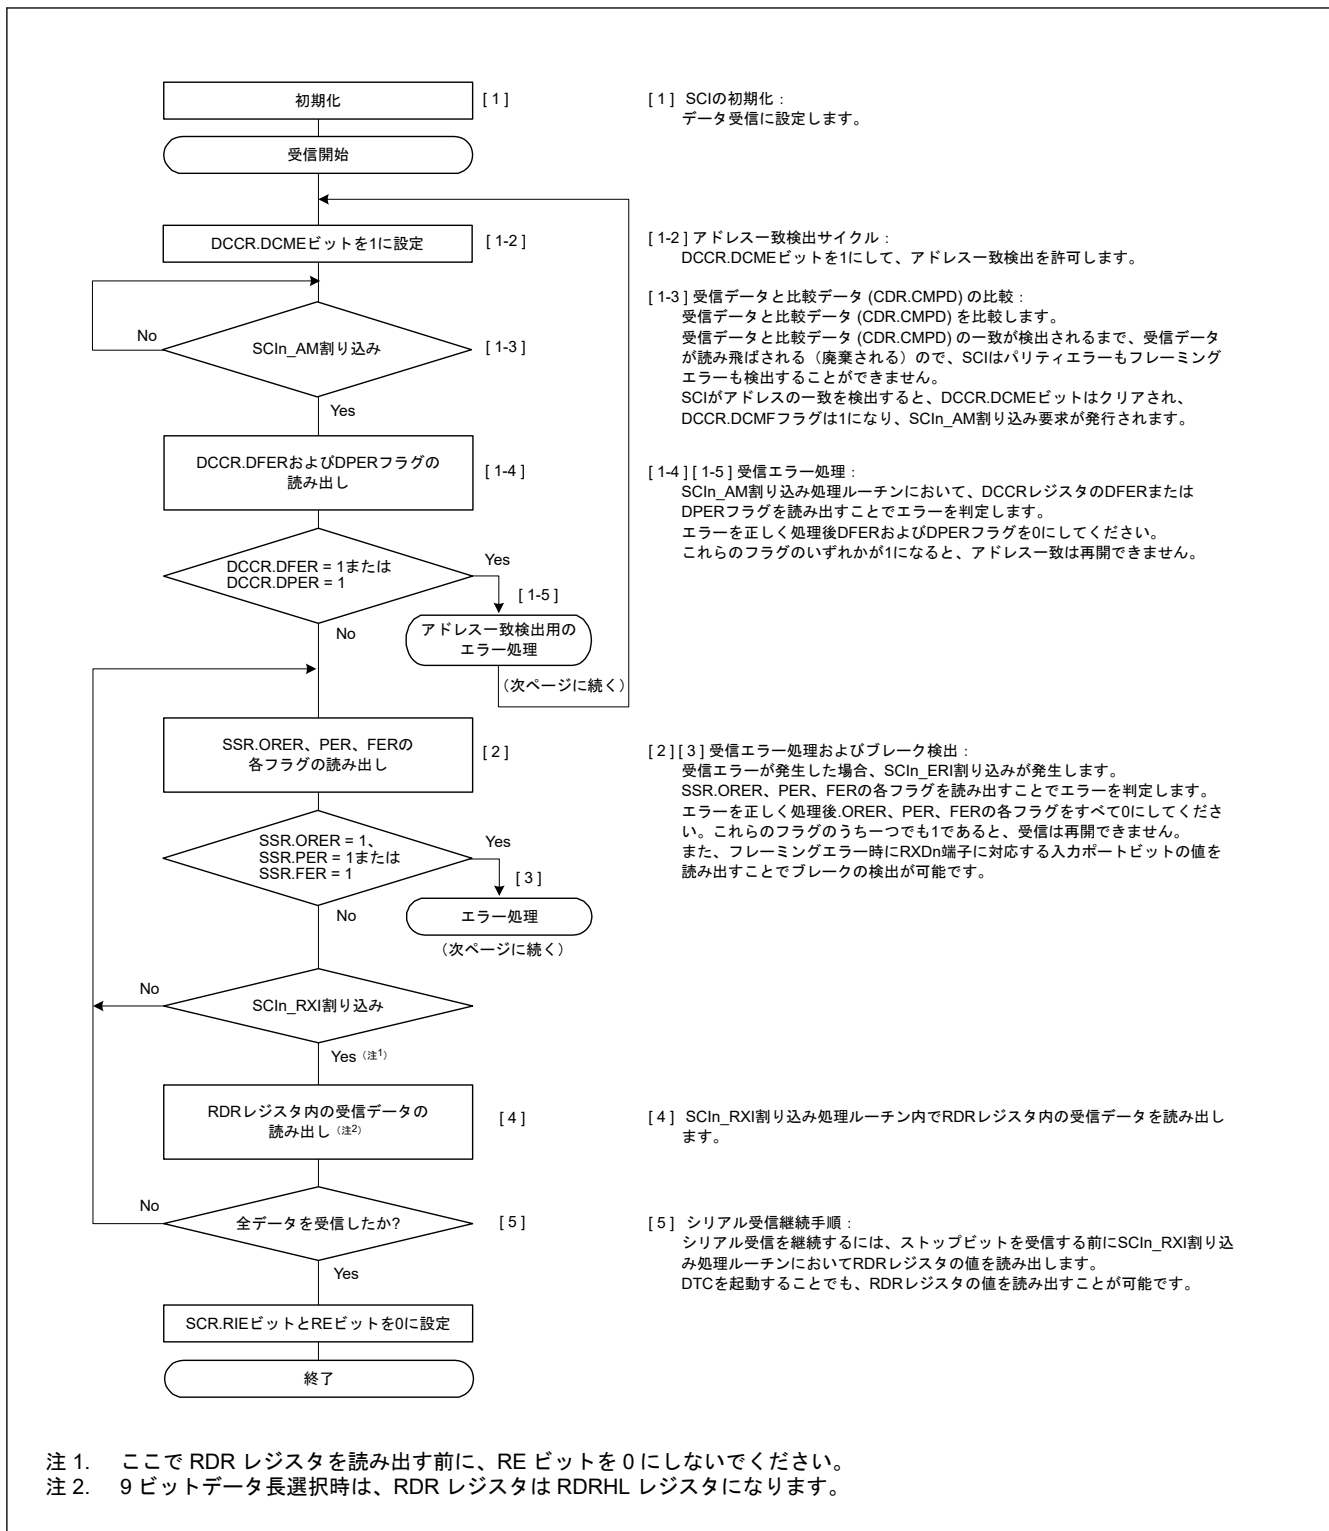 初期化
[ 1 ]
[ 1 ] SCIの初期化：
データ受信に設定します。
受信開始
DCCR.DCMEビットを1に設定
[ 1-2 ]
[ 1-2 ] アドレス一致検出サイクル：
DCCR.DCMEビットを1にして、アドレス一致検出を許可します。
No
SCIn_AM割り込み
[ 1-3 ]
[ 1-3 ] 受信データと比較データ (CDR.CMPD) の比較：
受信データと比較データ (CDR.CMPD) を比較します。
受信データと比較データ (CDR.CMPD) の一致が検出されるまで、受信データ
が読み飛ばされる（廃棄される）ので、SCIはパリティエラーもフレーミング
エラーも検出することができません。
SCIがアドレスの一致を検出すると、DCCR.DCMEビットはクリアされ、
DCCR.DCMFフラグは1になり、SCIn_AM割り込み要求が発行されます。
Yes
DCCR.DFERおよびDPERフラグの
読み出し
[ 1-4 ]
[ 1-4 ] [ 1-5 ] 受信エラー処理：
SCIn_AM割り込み処理ルーチンにおいて、DCCRレジスタのDFERまたは
DPERフラグを読み出すことでエラーを判定します。
エラーを正しく処理後DFERおよびDPERフラグを0にしてください。
これらのフラグのいずれかが1になると、アドレス一致は再開できません。
DCCR.DFER = 1または
DCCR.DPER = 1
Yes
[ 1-5 ]
No
アドレス一致検出用の
エラー処理
（次ページに続く）
SSR.ORER、PER、FERの
各フラグの読み出し
[ 2 ]
[ 2 ] [ 3 ] 受信エラー処理およびブレーク検出：
受信エラーが発生した場合、SCIn_ERI割り込みが発生します。
SSR.ORER、PER、FERの各フラグを読み出すことでエラーを判定します。
エラーを正しく処理後.ORER、PER、FERの各フラグをすべて0にしてくださ
い。これらのフラグのうち一つでも1であると、受信は再開できません。
また、フレーミングエラー時にRXDn端子に対応する入力ポートビットの値を
読み出すことでブレークの検出が可能です。
SSR.ORER = 1、
SSR.PER = 1または
SSR.FER = 1
Yes
[ 3 ]
No
エラー処理
（次ページに続く）
No
SCIn_RXI割り込み
Yes（注1）
RDRレジスタ内の受信データの
読み出し（注2）
[ 4 ]
[ 4 ] SCIn_RXI割り込み処理ルーチン内でRDRレジスタ内の受信データを読み出し
ます。
No
全データを受信したか?
[ 5 ]
[ 5 ] シリアル受信継続手順：
シリアル受信を継続するには、ストップビットを受信する前にSCIn_RXI割り込
み処理ルーチンにおいてRDRレジスタの値を読み出します。
DTCを起動することでも、RDRレジスタの値を読み出すことが可能です。
Yes
SCR.RIEビットとREビットを0に設定
終了
注 1. ここで RDR レジスタを読み出す前に、RE ビットを 0 にしないでください。
注 2. 9 ビットデータ長選択時は、RDR レジスタは RDRHL レジスタになります。